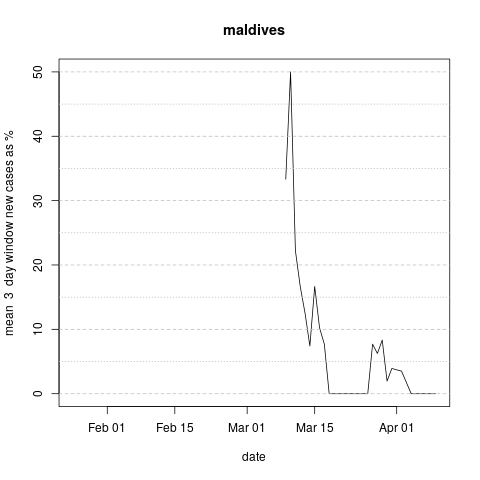 maldives
mean  3  day window new cases as %
50
40
30
20
10
0
Feb 01
Feb 15
Mar 01
Mar 15
Apr 01
date